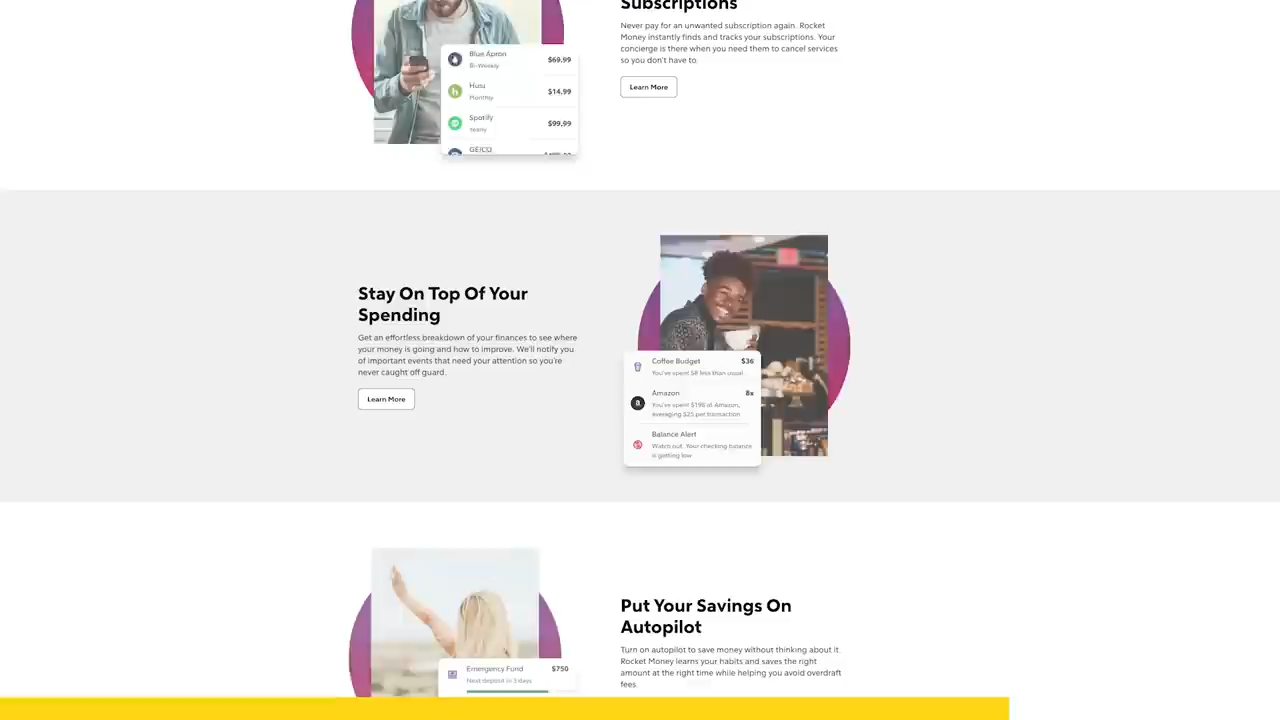 Subscriptions
Never pay for an unwanted subscription again. Rocket
Money instantly finds and tracks your subscriptions. Your
concierge is there when you need them to cancel services
so you don't have to.
Learn More
Blue Apron
$69.99
Bi-Weekly
Hulu
$14.99
Monthly
Spotify
$99.99
Yearly
GEICO
Stay On Top Of Your
Spending
Get an effortless breakdown of your finances to see where
your money is going and how to improve. We'll notify you
of important events that need your attention so you're
never caught off guard.
Learn More
Coffee Budget
$36
You've spent $8 less than usual
Amazon
8x
You've spent $198 at Amazon,
averaging $25 per transaction
Balance Alert
Watch out. Your checking balance
is getting low
Emergency Fund
$750
Next deposit in 3 days
Put Your Savings On
Autopilot
Turn on autopilot to save money without thinking about it.
Rocket Money learns your habits and saves the right
amount at the right time while helping you avoid overdraft
fees.